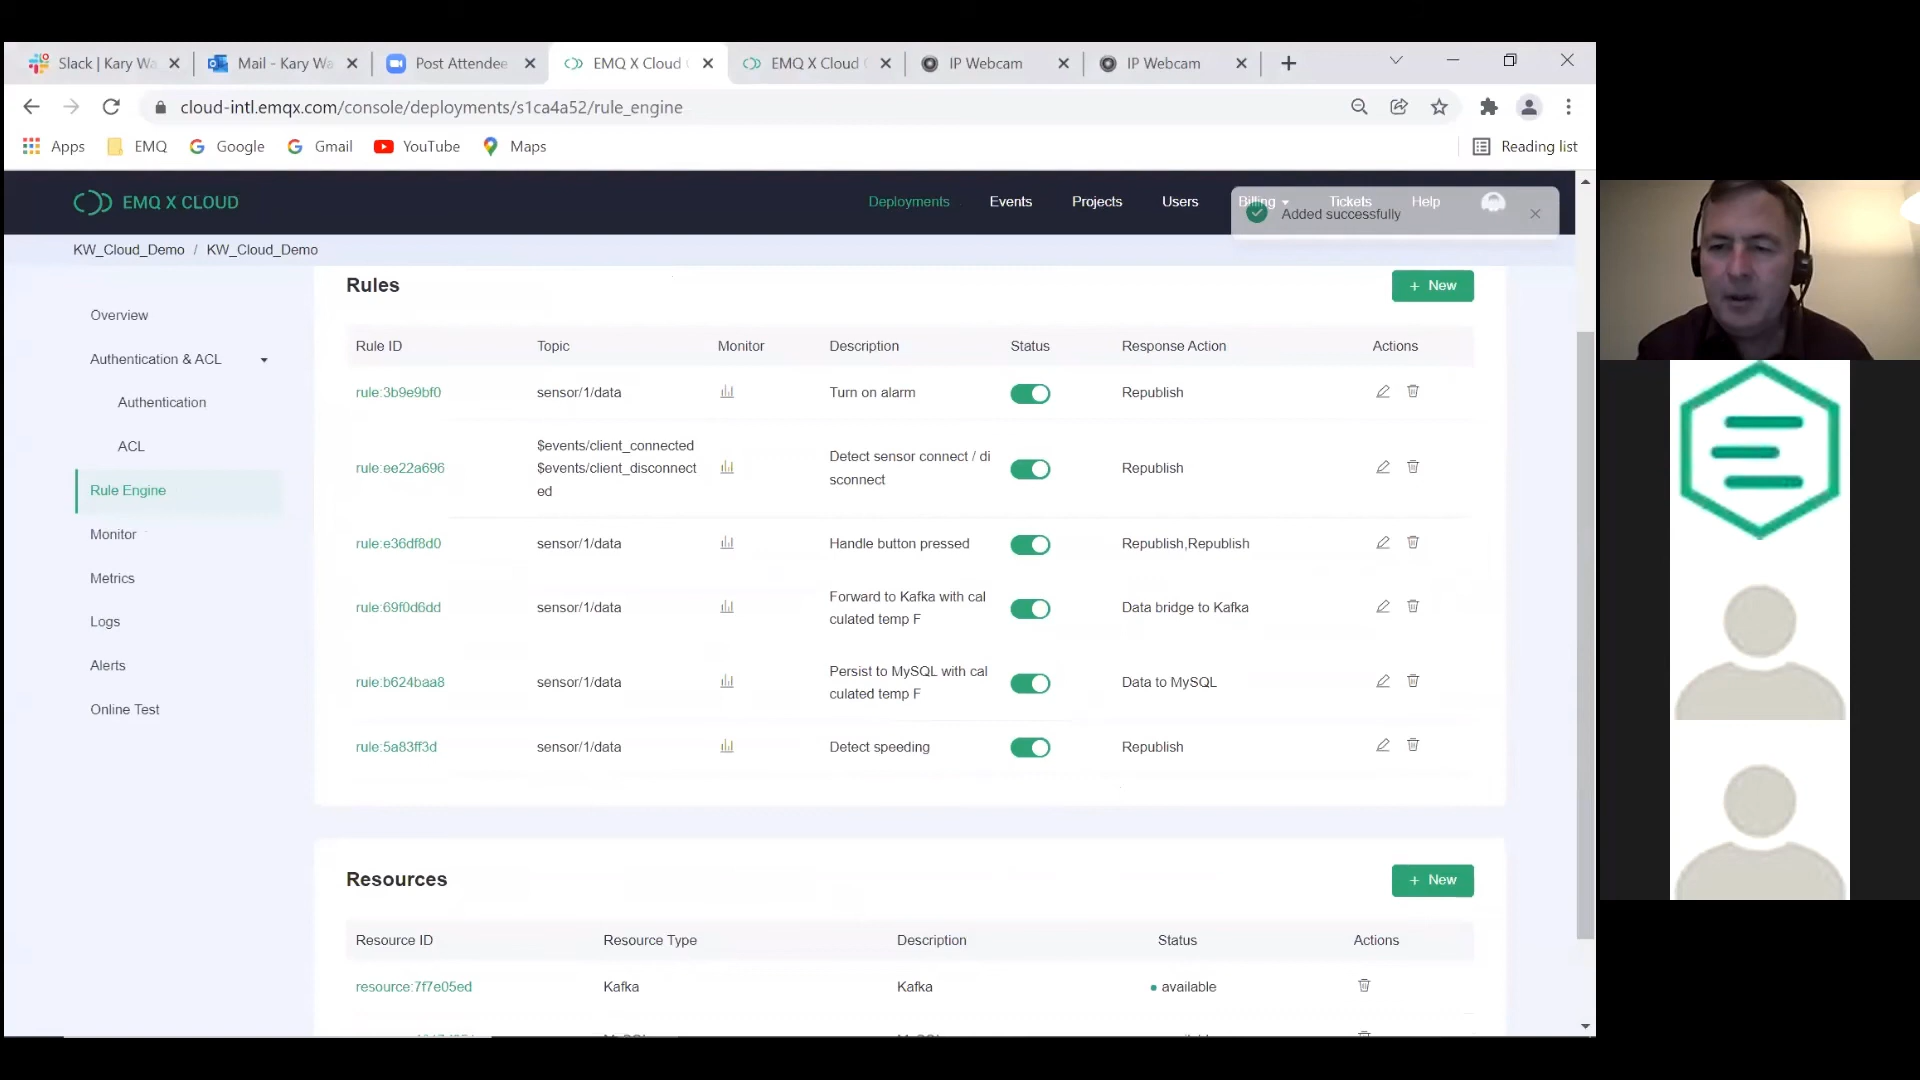 Slack | Kary Wa
Mail - Kary Wa
Post Attendee
EMQ X Cloud
EMQ X Cloud
IP Webcam
IP Webcam
cloud-intl.emqx.com/console/deployments/s1ca4a52/rule_engine
Apps
EMQ
Google
Gmail
YouTube
Maps
Reading list
EMQ X CLOUD
Deployments
Events
Projects
Users
Billing
Tickets
Help
Added successfully
KW_Cloud_Demo / KW_Cloud_Demo
Overview
Authentication & ACL
Authentication
ACL
Rule Engine
Monitor
Metrics
Logs
Alerts
Online Test
Rules
+ New
Rule ID Topic Monitor Description Status Response Action Actions
rule:3b9e9bf0 sensor/1/data Turn on alarm Republish
rule:ee22a696
$events/client_connected
$events/client_disconnect
ed
Detect sensor connect / di
sconnect
Republish
rule:e36df8d0 sensor/1/data Handle button pressed Republish,Republish
rule:69f0d6dd sensor/1/data
Forward to Kafka with cal
culated temp F
Data bridge to Kafka
rule:b624baa8 sensor/1/data
Persist to MySQL with cal
culated temp F
Data to MySQL
rule:5a83ff3d sensor/1/data Detect speeding Republish
Resources
+ New
Resource ID Resource Type Description Status Actions
resource:7f7e05ed Kafka Kafka available